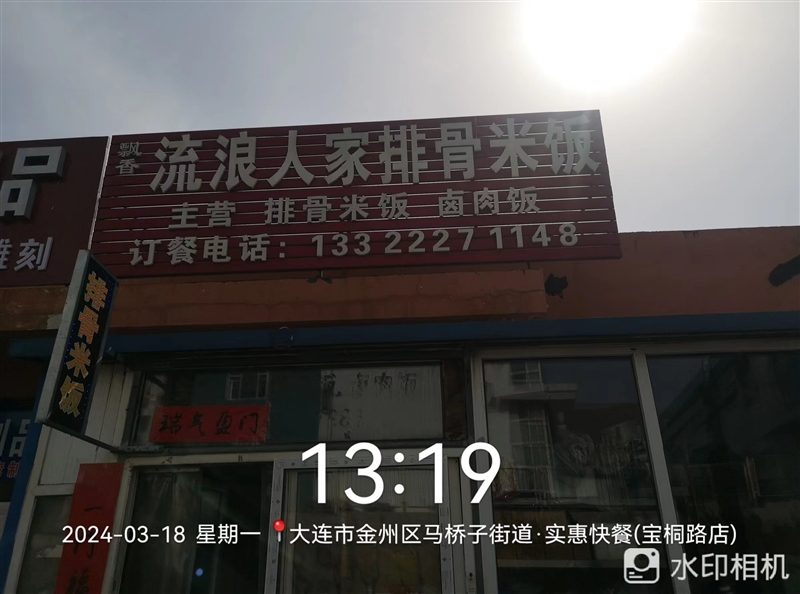 飘香
流浪人家排骨米饭
主营 排骨米饭 卤肉饭
订餐电话：133 2227 1148
品
雕刻
排骨米饭
瑞气盈门
13:19
2024-03-18 星期一 大连市金州区马桥子街道·实惠快餐(宝桐路店)
水印相机